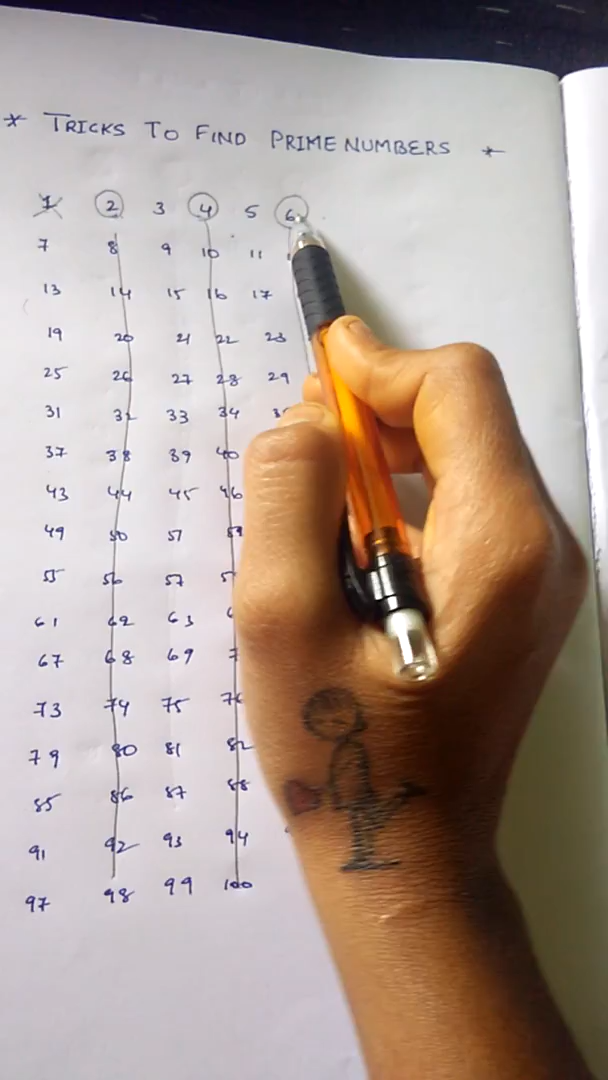 * TRICKS TO FIND PRIME NUMBERS *
1 2 3 4 5 6
7 8 9 10 11
13 14 15 16 17
19 20 21 22 23
25 26 27 28 29
31 32 33 34
37 38 39 40
43 44 45 46
49 50 51
55 56 57
61 62 63
67 68 69
73 74 75 76
79 80 81 82
85 86 87 88
91 92 93 94
97 98 99 100